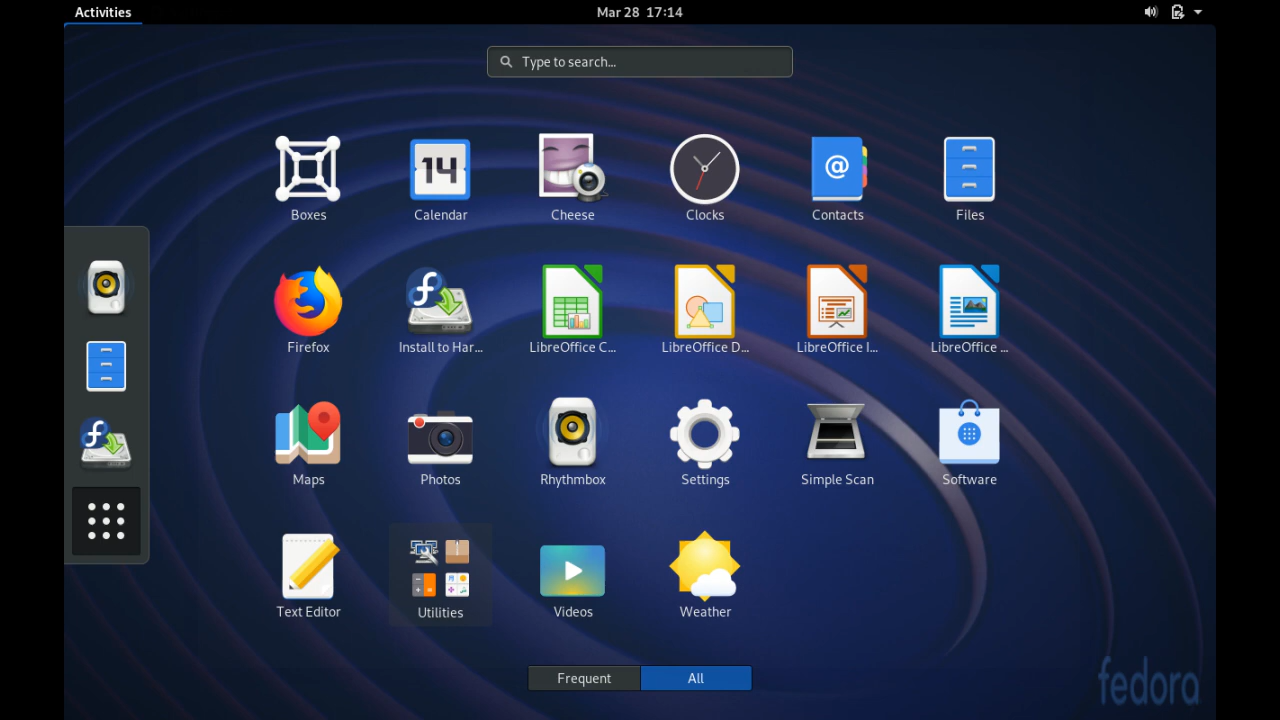 Activities
Mar 28 17:14
Type to search...
14
@
Boxes
Calendar
Cheese
Clocks
Contacts
Files
Firefox
Install to Har...
LibreOffice C...
LibreOffice D...
LibreOffice I...
LibreOffice ...
Maps
Photos
Rhythmbox
Settings
Simple Scan
Software
Text Editor
Utilities
Videos
Weather
Frequent
All
fedora